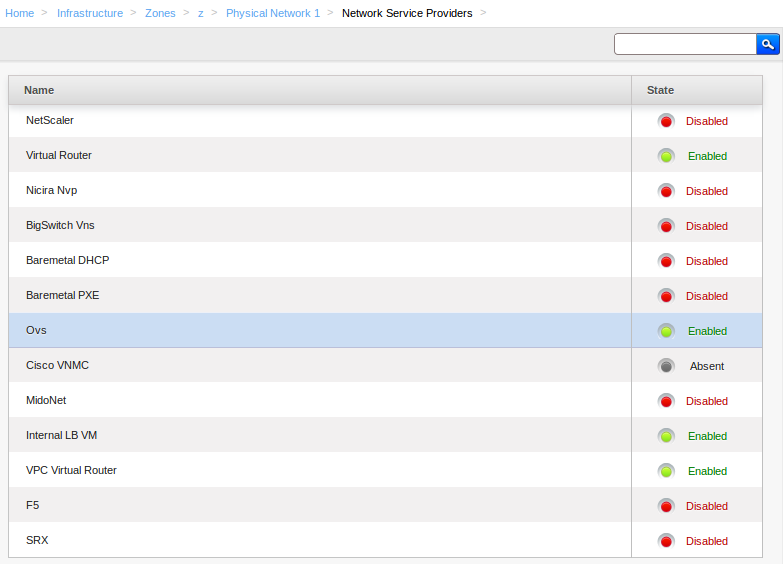 Home > Infrastructure > Zones > z > Physical Network 1 > Network Service Providers >
Name State
NetScaler Disabled
Virtual Router Enabled
Nicira Nvp Disabled
BigSwitch Vns Disabled
Baremetal DHCP Disabled
Baremetal PXE Disabled
Ovs Enabled
Cisco VNMC Absent
MidoNet Disabled
Internal LB VM Enabled
VPC Virtual Router Enabled
F5 Disabled
SRX Disabled